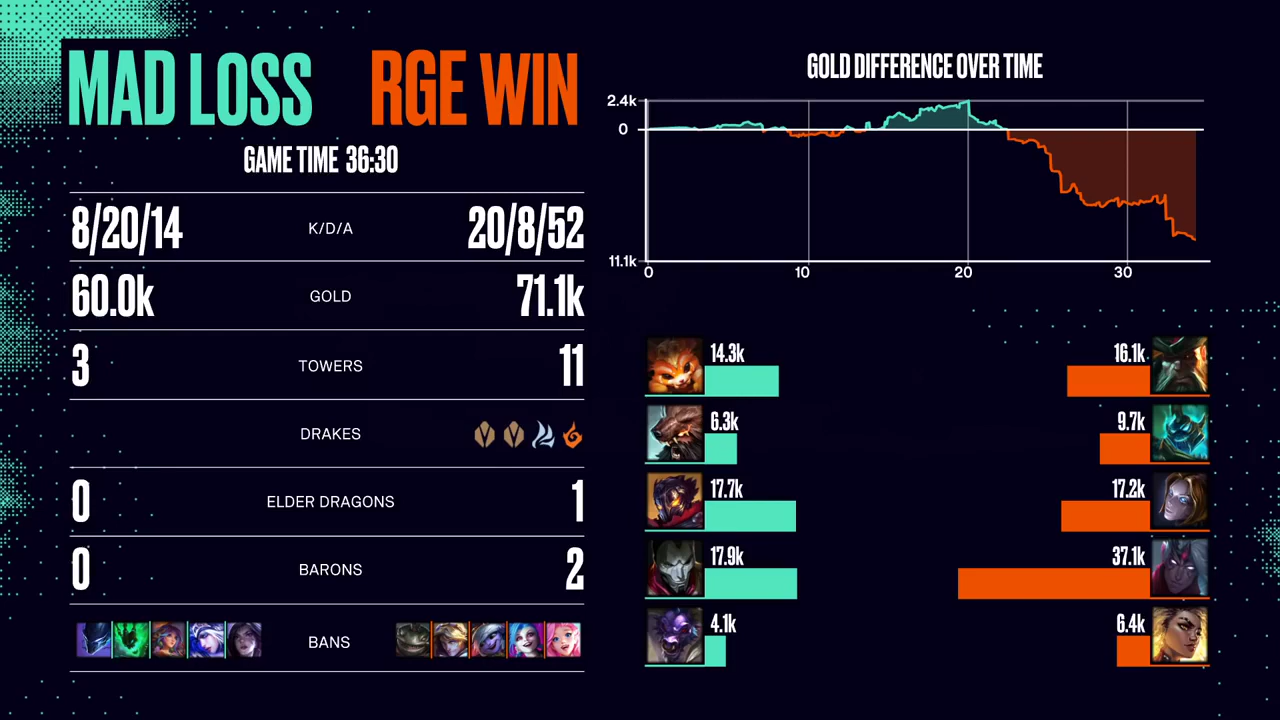 MAD LOSS RGE WIN
GAME TIME 36:30
8/20/14 K/D/A 20/8/52
60.0k GOLD 71.1k
3 TOWERS 11
DRAKES
0 ELDER DRAGONS 1
0 BARONS 2
BANS
GOLD DIFFERENCE OVER TIME
2.4k
0
11.1k
0 10 20 30
14.3k 16.1k
6.3k 9.7k
17.7k 17.2k
17.9k 37.1k
4.1k 6.4k